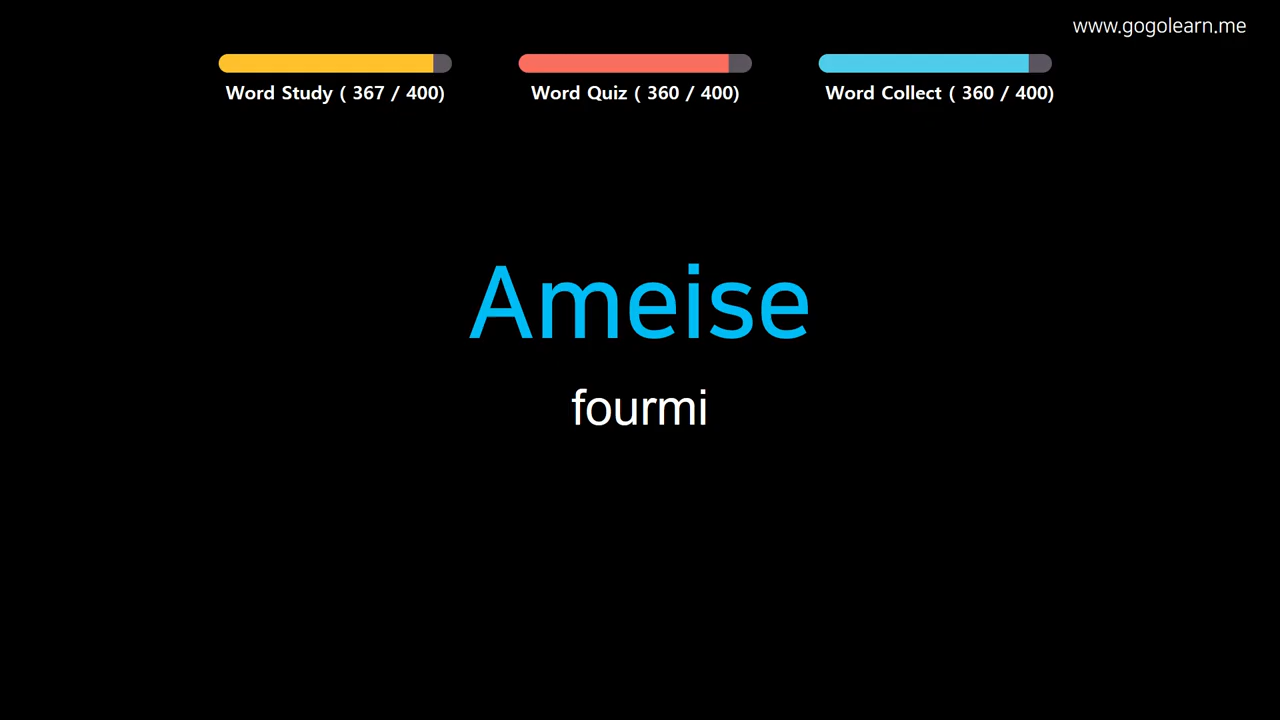 www.gogolearn.me
Word Study ( 367 / 400)
Word Quiz ( 360 / 400)
Word Collect ( 360 / 400)
Ameise
fourmi